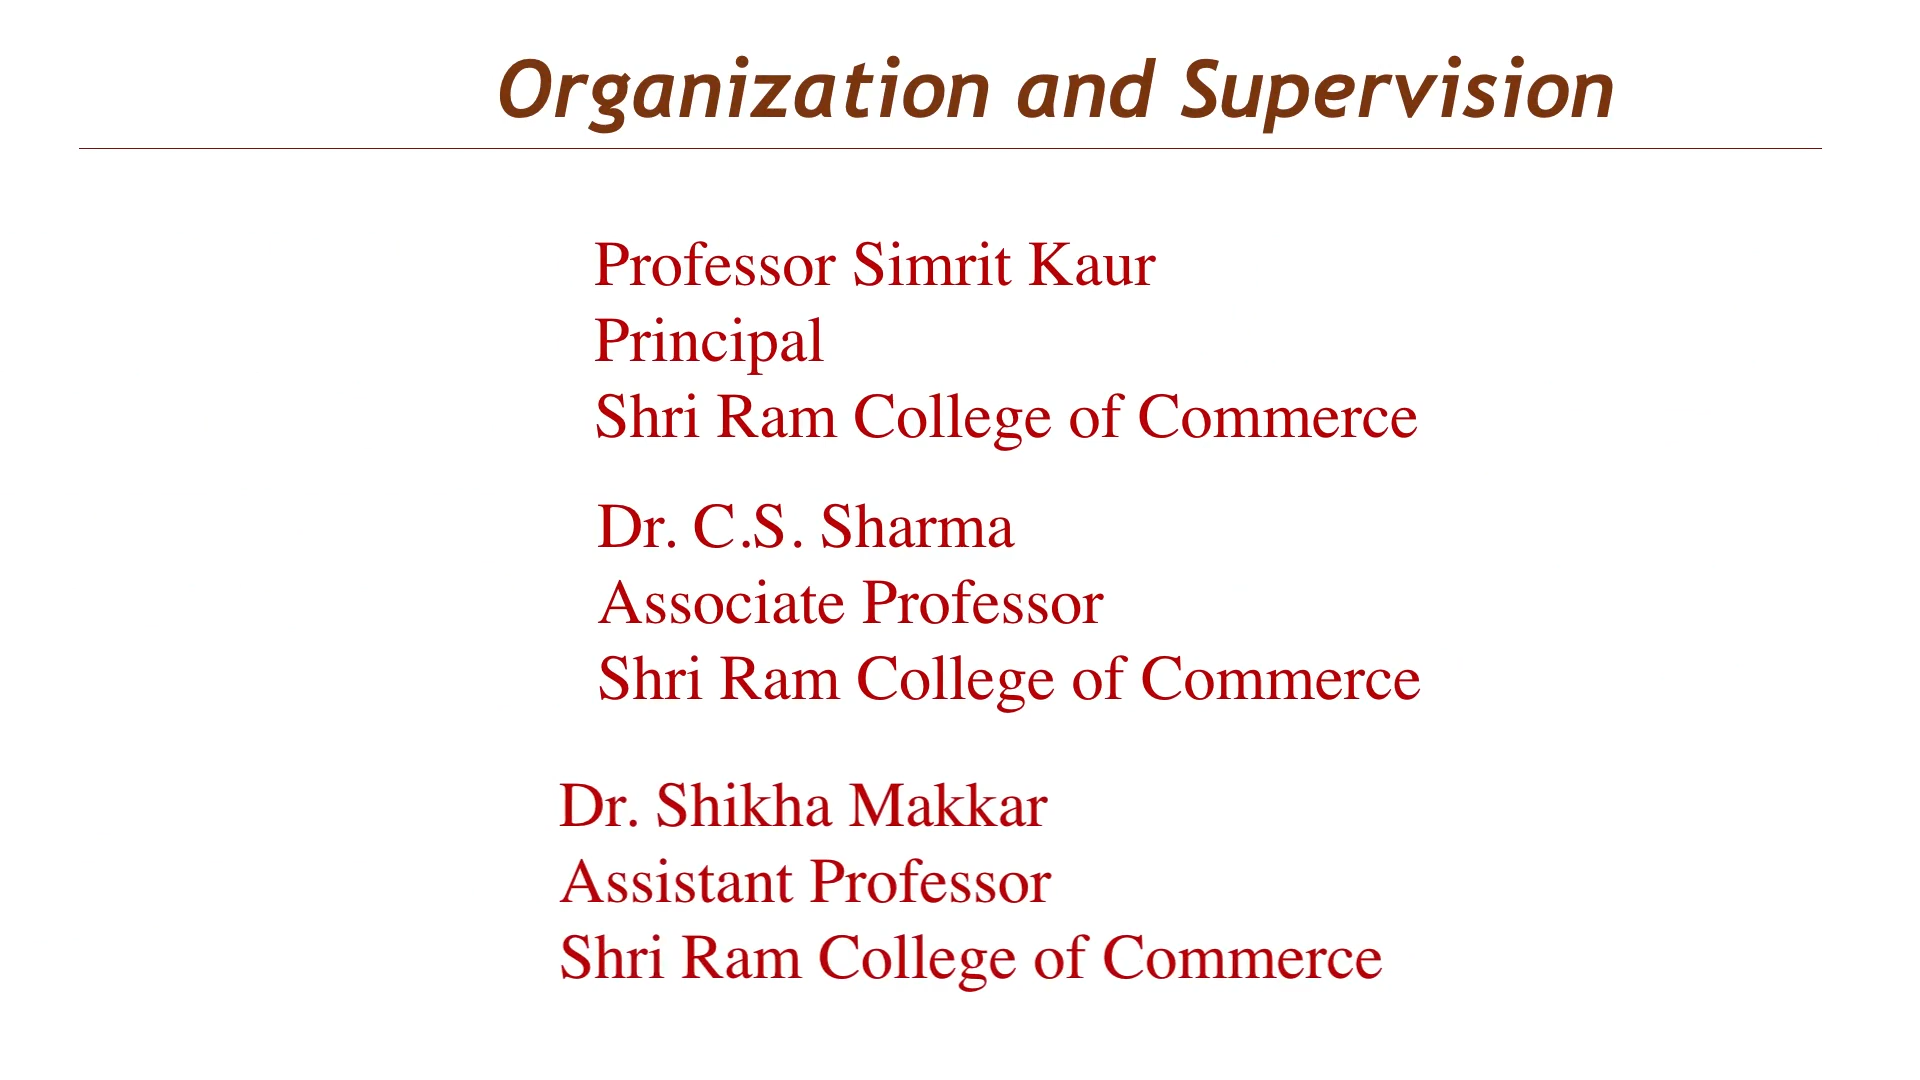 Organization and Supervision
Professor Simrit Kaur
Principal
Shri Ram College of Commerce
Dr. C.S. Sharma
Associate Professor
Shri Ram College of Commerce
Dr. Shikha Makkar
Assistant Professor
Shri Ram College of Commerce